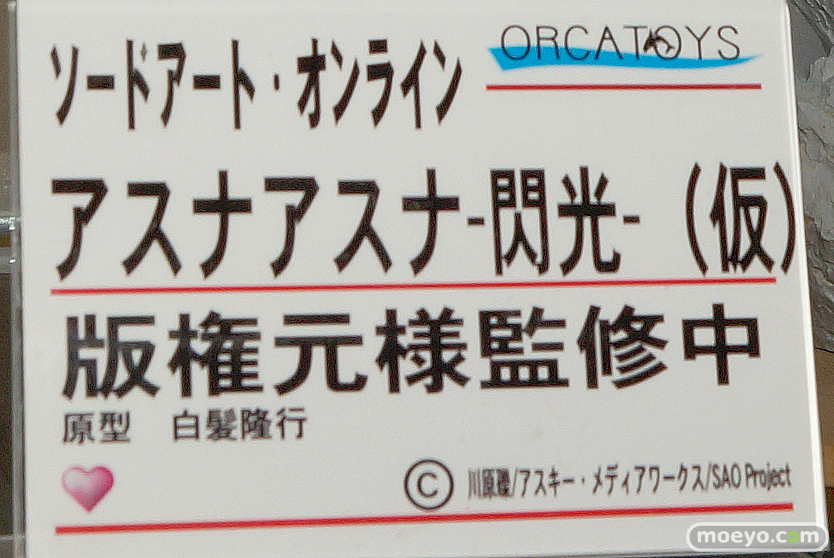 ソードアート・オンライン
ORCATOYS
アスナアスナ-閃光-（仮）
版権元様監修中
原型　白髪隆行
©川原礫/アスキー・メディアワークス/SAO Project
moeyo.com